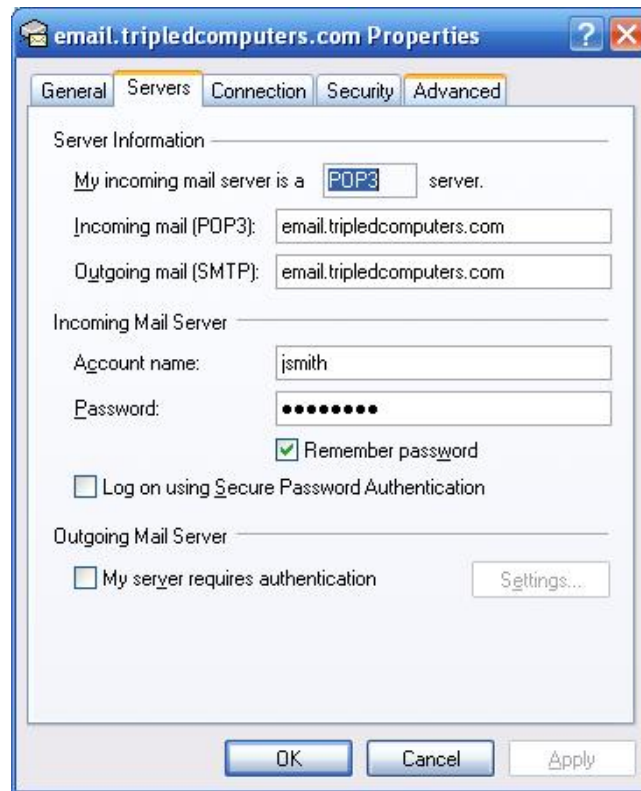 email.tripledcomputers.com Properties
General Servers Connection Security Advanced
Server Information
My incoming mail server is a POP3 server.
Incoming mail (POP3): email.tripledcomputers.com
Outgoing mail (SMTP): email.tripledcomputers.com
Incoming Mail Server
Account name: jsmith
Password: ●●●●●●●●
Remember password
Log on using Secure Password Authentication
Outgoing Mail Server
My server requires authentication Settings...
OK Cancel Apply